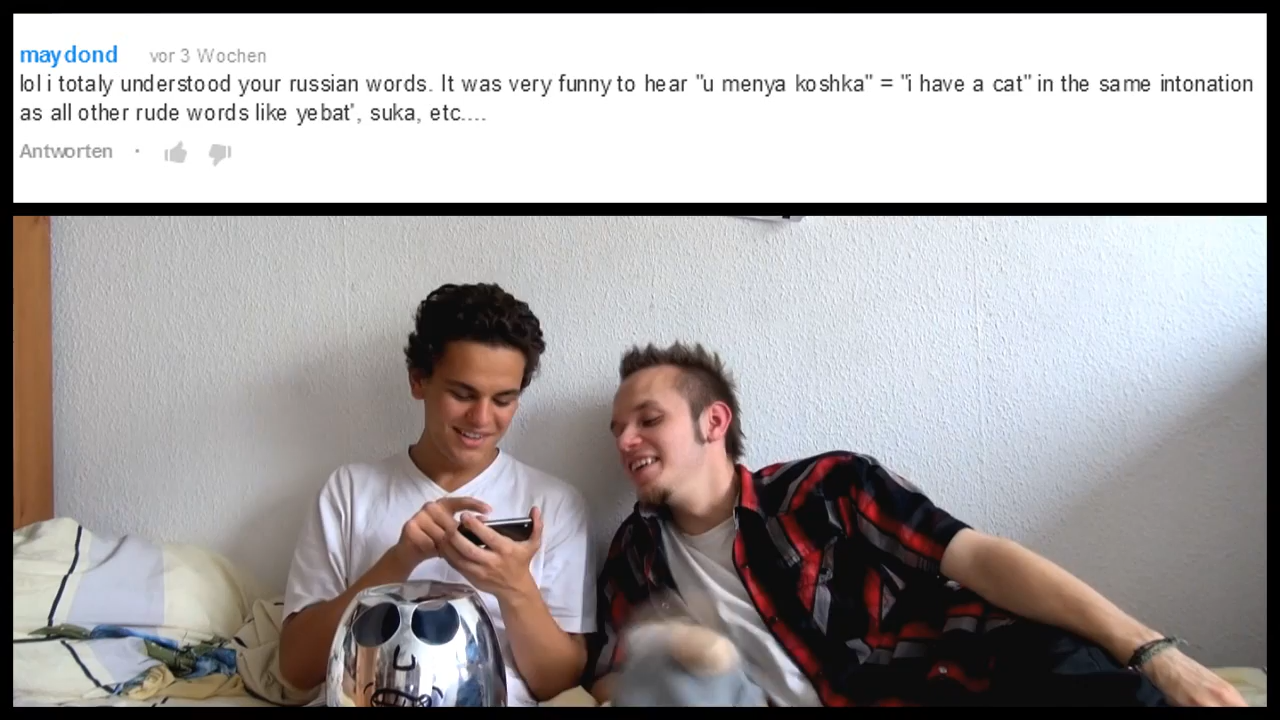 maydond vor 3 Wochen
lol i totaly understood your russian words. It was very funny to hear "u menya koshka" = "i have a cat" in the same intonation
as all other rude words like yebat', suka, etc....
Antworten ·